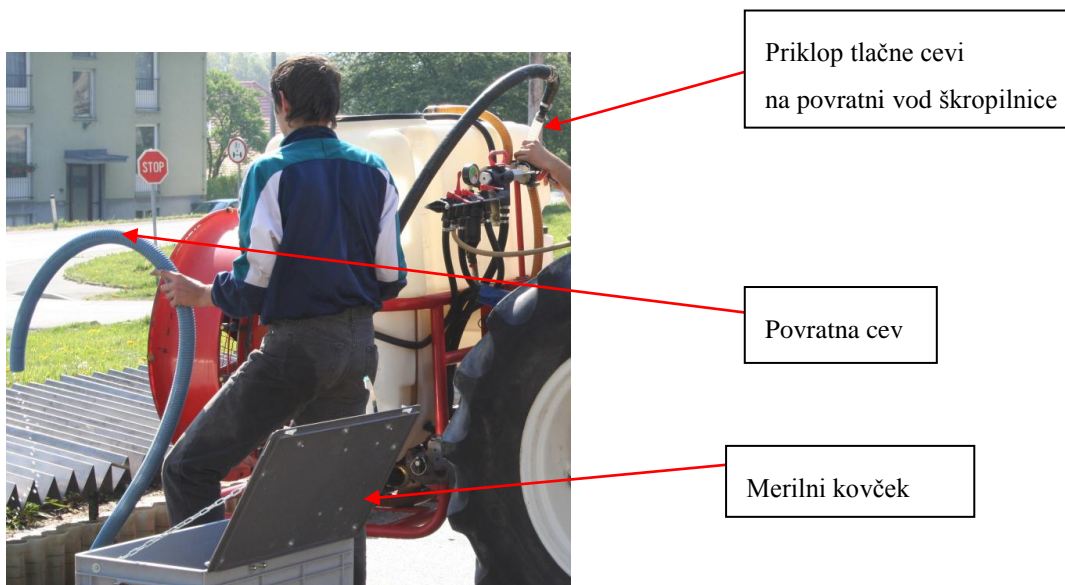 Priklop tlačne cevi
na povratni vod škropilnice
STOP
Povratna cev
Merilni kovček